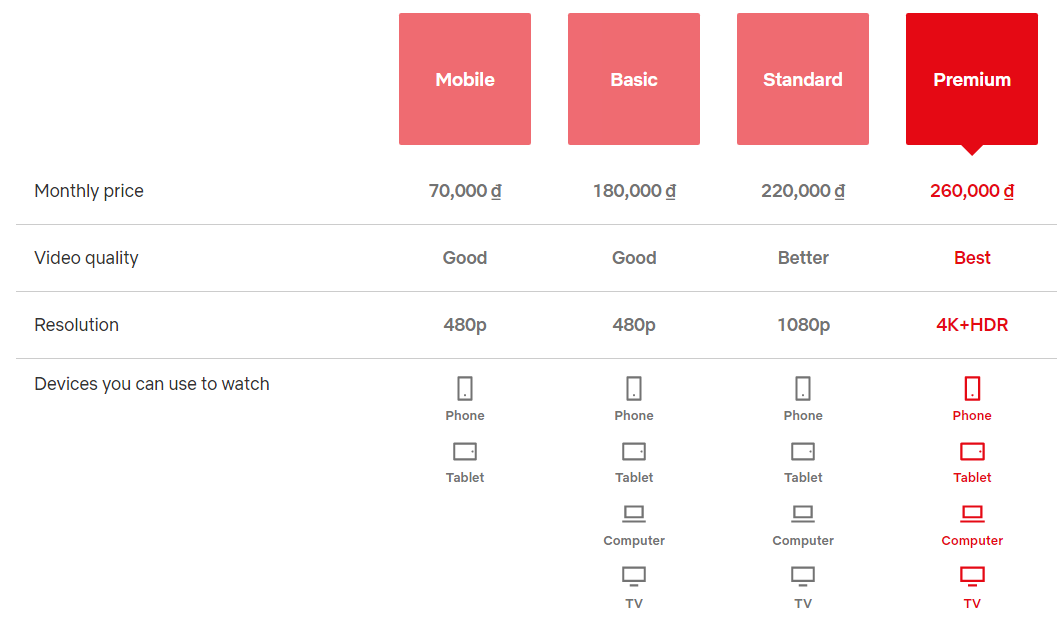 Mobile Basic Standard Premium
Monthly price 70,000 ₫ 180,000 ₫ 220,000 ₫ 260,000 ₫
Video quality Good Good Better Best
Resolution 480p 480p 1080p 4K+HDR
Devices you can use to watch
Phone Phone Phone Phone
Tablet Tablet Tablet Tablet
Computer Computer Computer
TV TV TV